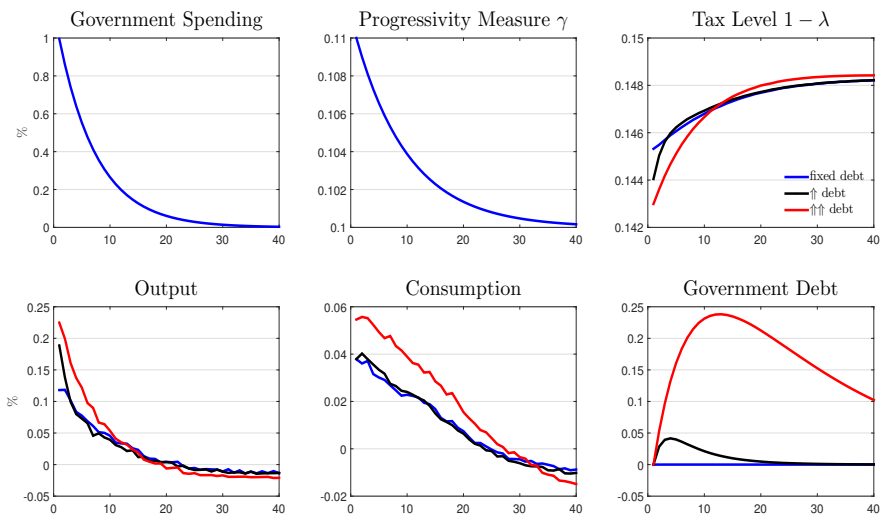 Government Spending
1
0.8
0.6
0.4
0.2
0
%
0 10 20 30 40
Progressivity Measure γ
0.11
0.108
0.106
0.104
0.102
0.1
0 10 20 30 40
Tax Level 1 − λ
0.15
0.148
0.146
0.144
0.142
0 10 20 30 40
fixed debt
⇑ debt
⇑⇑ debt
Output
0.25
0.2
0.15
0.1
0.05
0
-0.05
%
0 10 20 30 40
Consumption
0.06
0.04
0.02
0
-0.02
0 10 20 30 40
Government Debt
0.25
0.2
0.15
0.1
0.05
0
-0.05
0 10 20 30 40